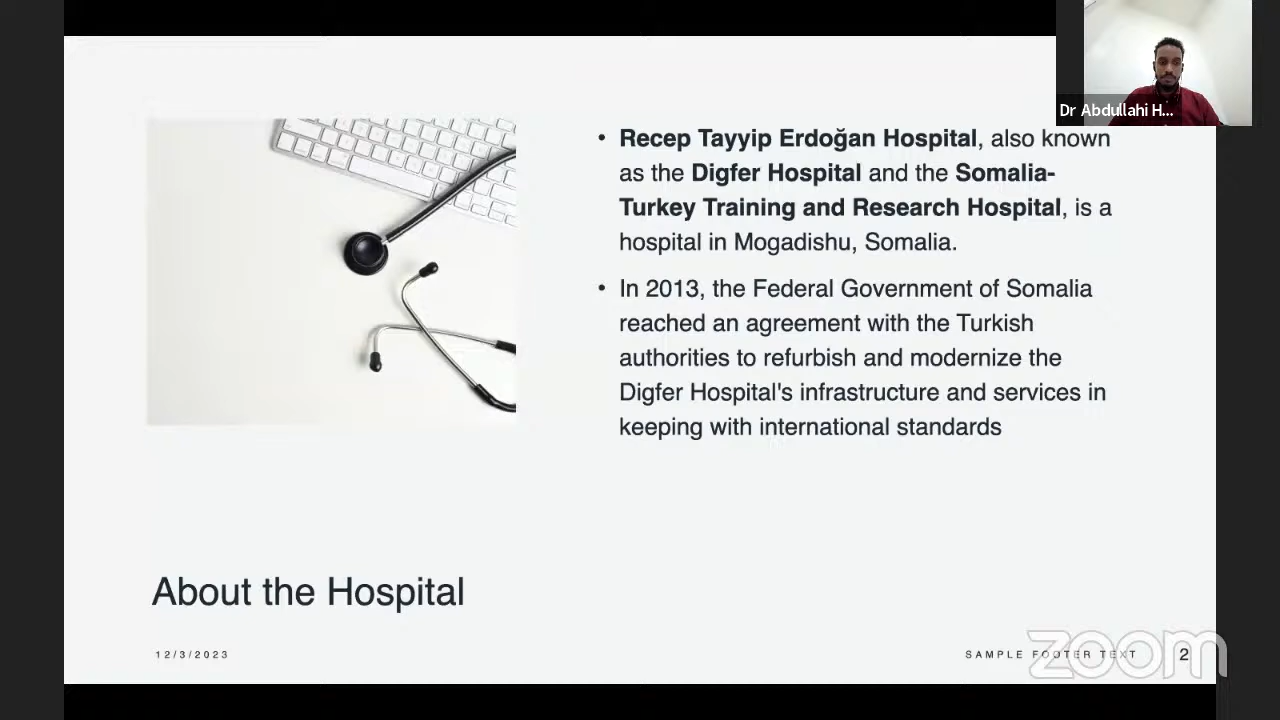 Dr Abdullahi H...
• Recep Tayyip Erdoğan Hospital, also known
as the Digfer Hospital and the Somalia-
Turkey Training and Research Hospital, is a
hospital in Mogadishu, Somalia.
• In 2013, the Federal Government of Somalia
reached an agreement with the Turkish
authorities to refurbish and modernize the
Digfer Hospital's infrastructure and services in
keeping with international standards
About the Hospital
12/3/2023
SAMPLE FOOTER TEXT
2
zoom